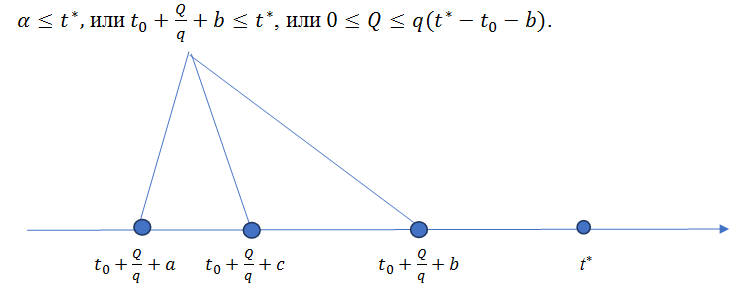 α ≤ t*, или t₀ + Q/q + b ≤ t*, или 0 ≤ Q ≤ q(t* − t₀ − b).
t₀ + Q/q + a t₀ + Q/q + c t₀ + Q/q + b t*